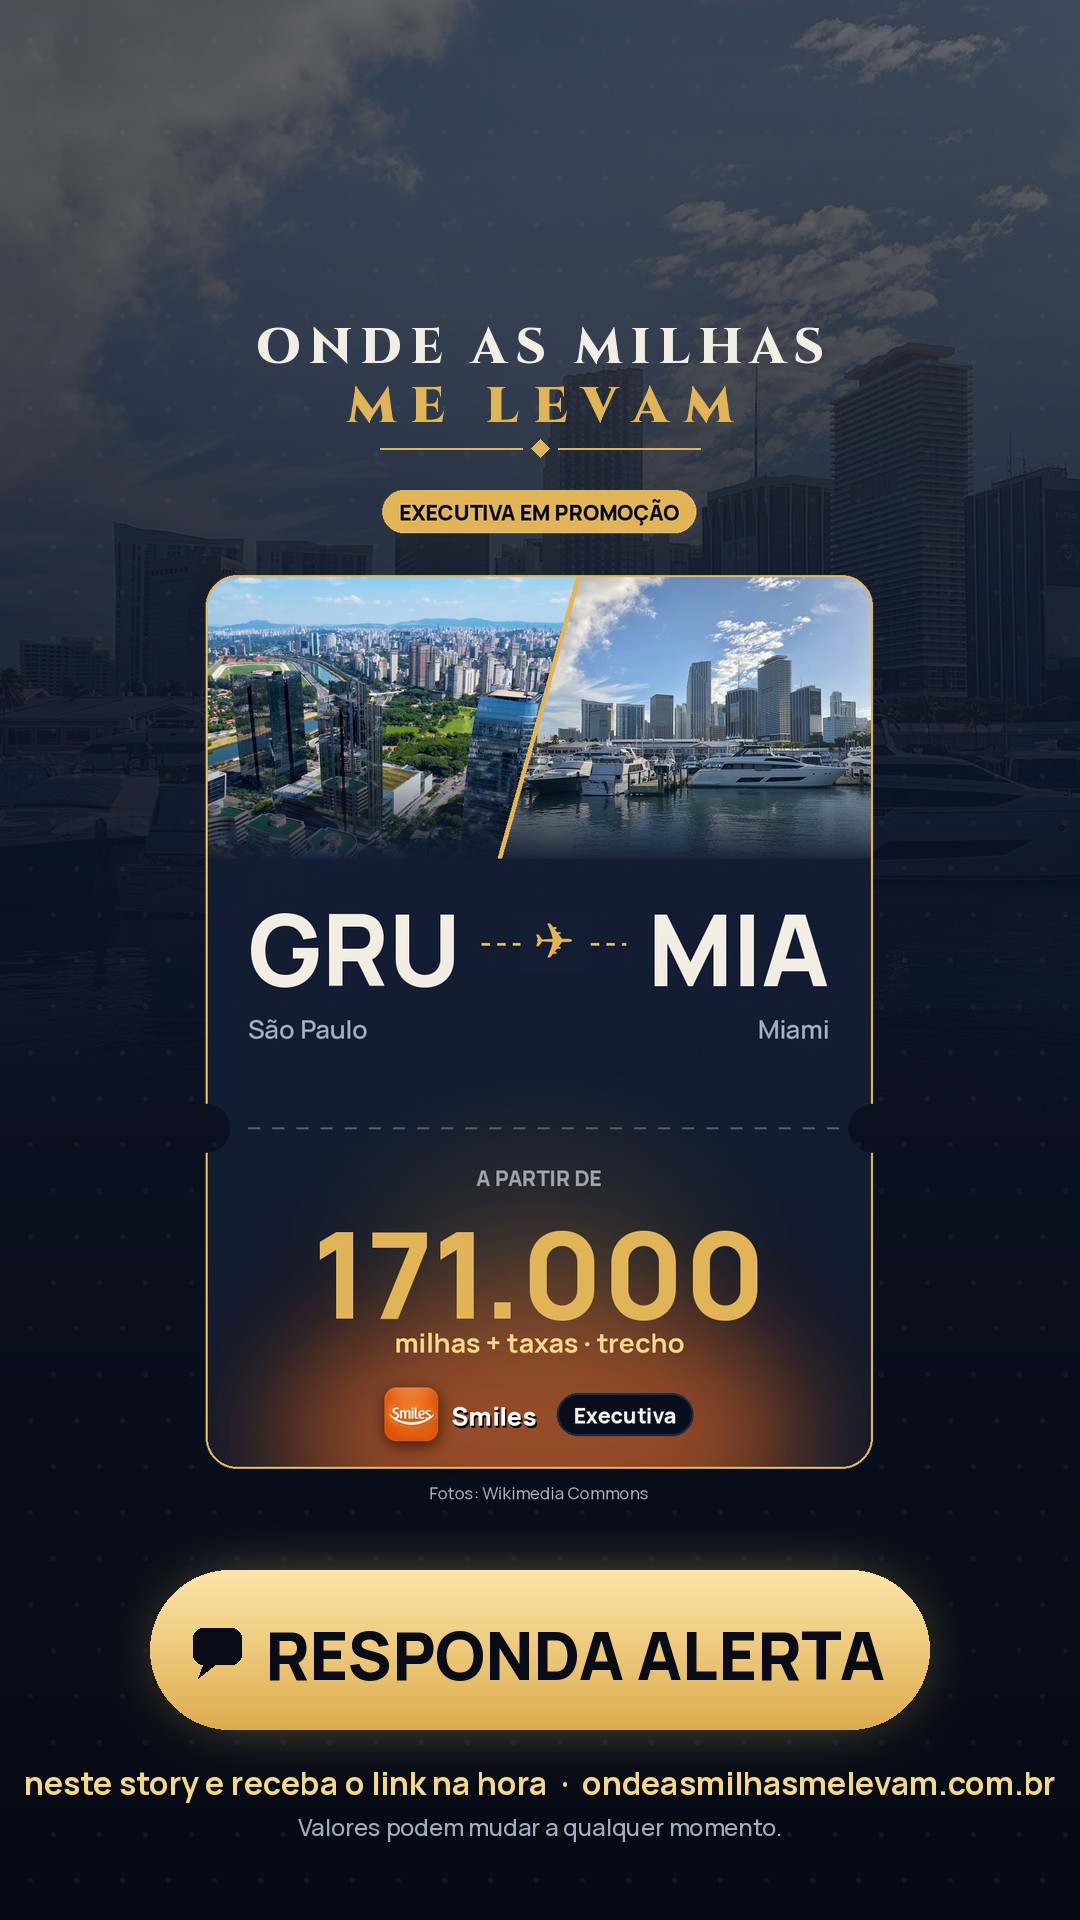 ONDE AS MILHAS
ME LEVAM
EXECUTIVA EM PROMOÇÃO
GRU MIA
São Paulo Miami
A PARTIR DE
171.000
milhas + taxas · trecho
Smiles Smiles Executiva
Fotos: Wikimedia Commons
RESPONDA ALERTA
neste story e receba o link na hora · ondeasmilhasmelevam.com.br
Valores podem mudar a qualquer momento.